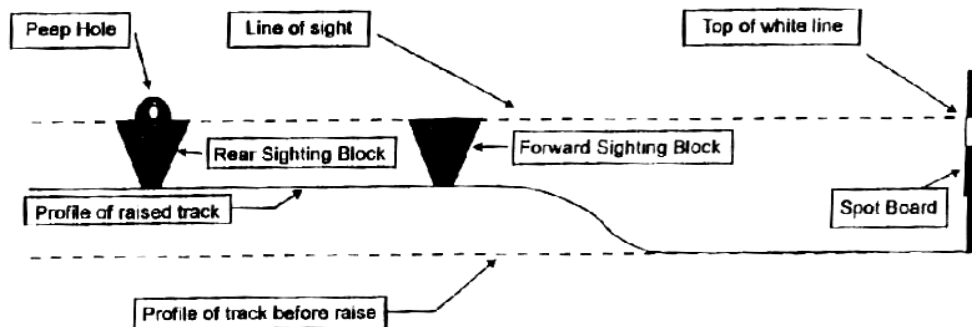 Peep Hole
Line of sight
Top of white line
Rear Sighting Block
Forward Sighting Block
Profile of raised track
Spot Board
Profile of track before raise